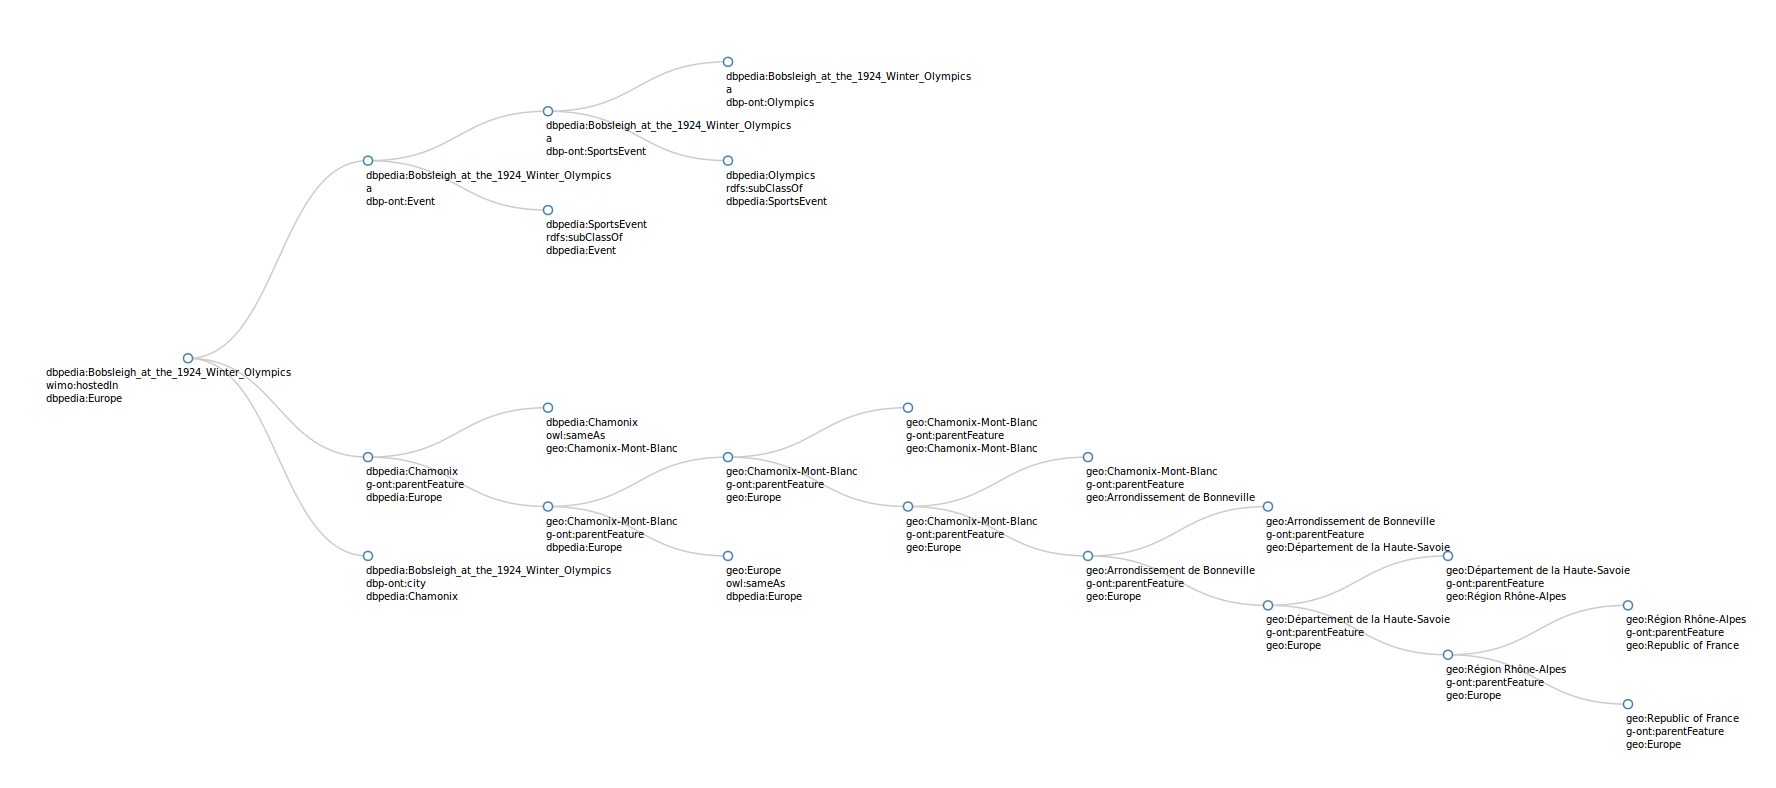 dbpedia:Bobsleigh_at_the_1924_Winter_Olympics
a
dbp-ont:Olympics
dbpedia:Bobsleigh_at_the_1924_Winter_Olympics
a
dbp-ont:SportsEvent
dbpedia:Bobsleigh_at_the_1924_Winter_Olympics
a
dbp-ont:Event
dbpedia:Olympics
rdfs:subClassOf
dbpedia:SportsEvent
dbpedia:SportsEvent
rdfs:subClassOf
dbpedia:Event
dbpedia:Bobsleigh_at_the_1924_Winter_Olympics
wimo:hostedIn
dbpedia:Europe
dbpedia:Chamonix
owl:sameAs
geo:Chamonix-Mont-Blanc
geo:Chamonix-Mont-Blanc
g-ont:parentFeature
geo:Chamonix-Mont-Blanc
dbpedia:Chamonix
g-ont:parentFeature
dbpedia:Europe
geo:Chamonix-Mont-Blanc
g-ont:parentFeature
geo:Europe
geo:Chamonix-Mont-Blanc
g-ont:parentFeature
geo:Arrondissement de Bonneville
geo:Chamonix-Mont-Blanc
g-ont:parentFeature
dbpedia:Europe
geo:Chamonix-Mont-Blanc
g-ont:parentFeature
geo:Europe
geo:Arrondissement de Bonneville
g-ont:parentFeature
geo:Département de la Haute-Savoie
dbpedia:Bobsleigh_at_the_1924_Winter_Olympics
dbp-ont:city
dbpedia:Chamonix
geo:Europe
owl:sameAs
dbpedia:Europe
geo:Arrondissement de Bonneville
g-ont:parentFeature
geo:Europe
geo:Département de la Haute-Savoie
g-ont:parentFeature
geo:Région Rhône-Alpes
geo:Département de la Haute-Savoie
g-ont:parentFeature
geo:Europe
geo:Région Rhône-Alpes
g-ont:parentFeature
geo:Republic of France
geo:Région Rhône-Alpes
g-ont:parentFeature
geo:Europe
geo:Republic of France
g-ont:parentFeature
geo:Europe